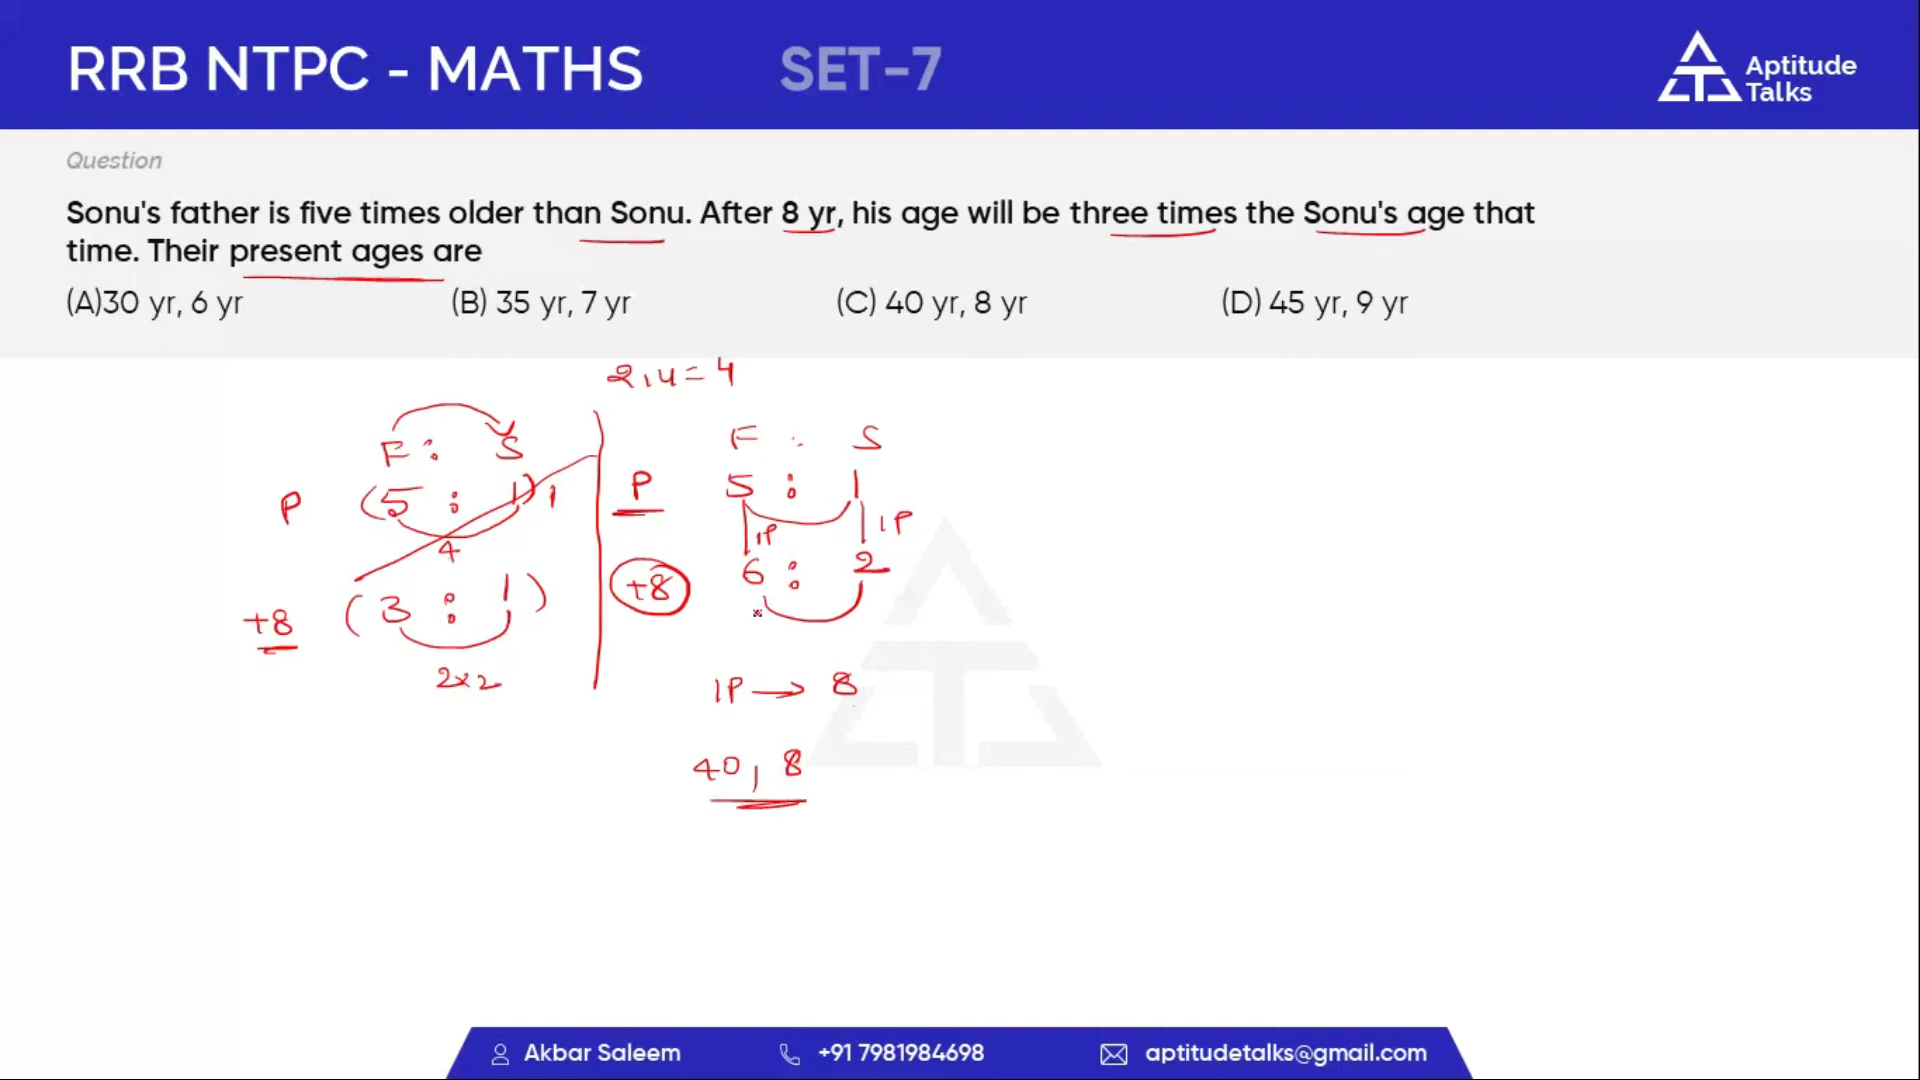 RRB NTPC - MATHS SET-7
Aptitude
Talks
Question
Sonu's father is five times older than Sonu. After 8 yr, his age will be three times the Sonu's age that
time. Their present ages are
(A)30 yr, 6 yr (B) 35 yr, 7 yr (C) 40 yr, 8 yr (D) 45 yr, 9 yr
2,4 = 4
F : S
P (5 : 1) 1
4
+8 (3 : 1)
2×2
F : S
P 5 : 1
1P 1P
+8 6 : 2
1P → 8
40, 8
Akbar Saleem +91 7981984698 aptitudetalks@gmail.com